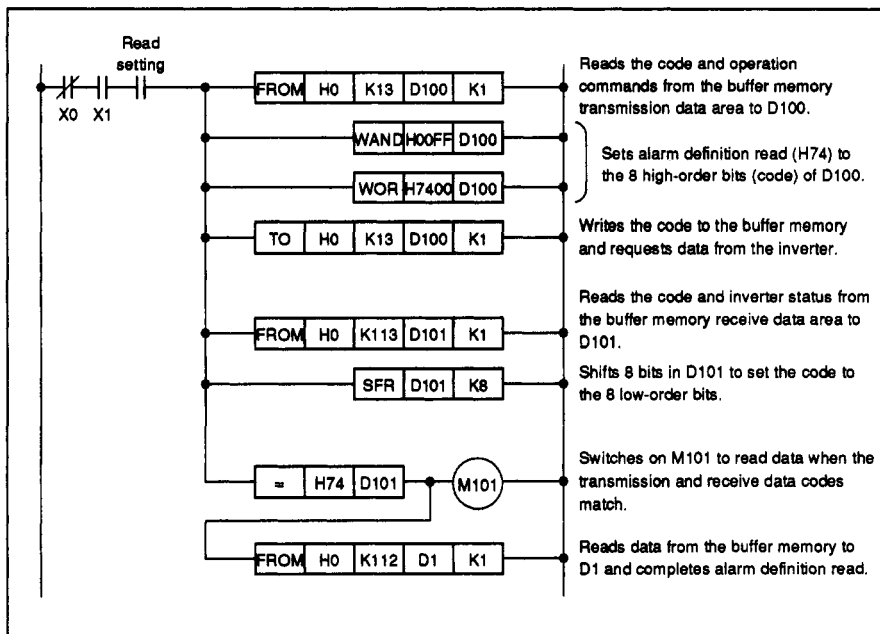 Read
setting
X0 X1
FROM H0 K13 D100 K1
Reads the code and operation
commands from the buffer memory
transmission data area to D100.
WAND H00FF D100
WOR H7400 D100
Sets alarm definition read (H74) to
the 8 high-order bits (code) of D100.
TO H0 K13 D100 K1
Writes the code to the buffer memory
and requests data from the inverter.
FROM H0 K113 D101 K1
Reads the code and inverter status from
the buffer memory receive data area to
D101.
SFR D101 K8
Shifts 8 bits in D101 to set the code to
the 8 low-order bits.
= H74 D101 M101
Switches on M101 to read data when the
transmission and receive data codes
match.
FROM H0 K112 D1 K1
Reads data from the buffer memory to
D1 and completes alarm definition read.